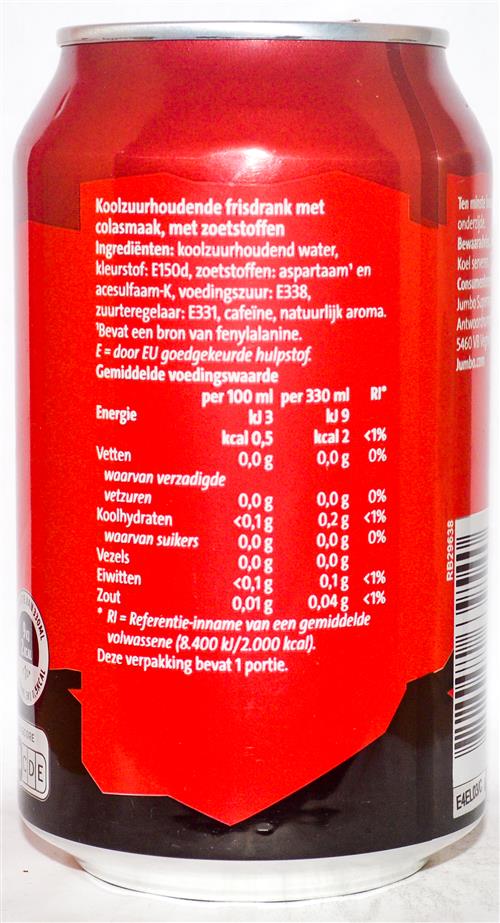 Koolzuurhoudende frisdrank met
colasmaak, met zoetstoffen
Ingrediënten: koolzuurhoudend water,
kleurstof: E150d, zoetstoffen: aspartaam¹ en
acesulfaam-K, voedingszuur: E338,
zuurteregelaar: E331, cafeïne, natuurlijk aroma.
¹Bevat een bron van fenylalanine.
E = door EU goedgekeurde hulpstof.
Gemiddelde voedingswaarde
per 100 ml per 330 ml RI*
Energie kJ 3 kJ 9
kcal 0,5 kcal 2 <1%
Vetten 0,0 g 0,0 g 0%
waarvan verzadigde
vetzuren 0,0 g 0,0 g 0%
Koolhydraten <0,1 g 0,2 g <1%
waarvan suikers 0,0 g 0,0 g 0%
Vezels 0,0 g 0,0 g
Eiwitten <0,1 g 0,1 g <1%
Zout 0,01 g 0,04 g <1%
* RI = Referentie-inname van een gemiddelde
volwassene (8.400 kJ/2.000 kcal).
Deze verpakking bevat 1 portie.
Ten minste
onderzijde.
Koel
Jumbo
5460 VB
Jumbo.com
RB29638
E4EL03/C
C D E